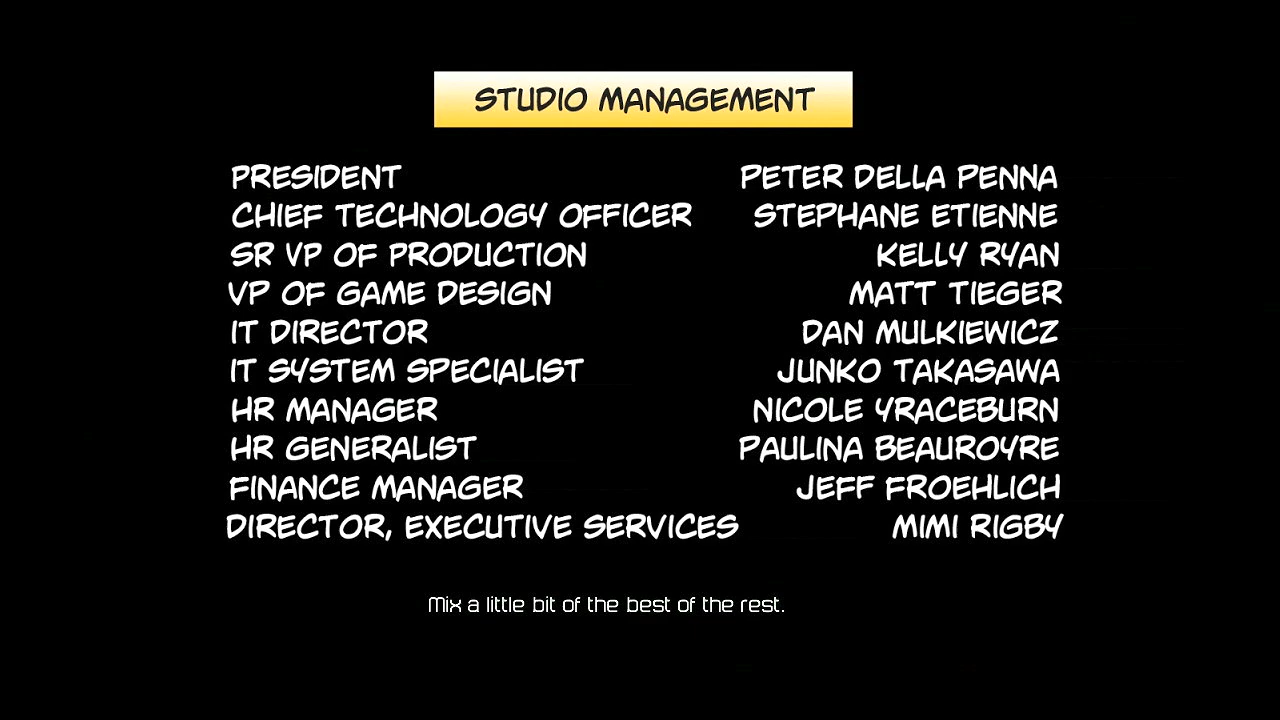 STUDIO MANAGEMENT
PRESIDENT PETER DELLA PENNA
CHIEF TECHNOLOGY OFFICER STEPHANE ETIENNE
SR VP OF PRODUCTION KELLY RYAN
VP OF GAME DESIGN MATT TIEGER
IT DIRECTOR DAN MULKIEWICZ
IT SYSTEM SPECIALIST JUNKO TAKASAWA
HR MANAGER NICOLE YRACEBURN
HR GENERALIST PAULINA BEAUROYRE
FINANCE MANAGER JEFF FROEHLICH
DIRECTOR, EXECUTIVE SERVICES MIMI RIGBY
Mix a little bit of the best of the rest.